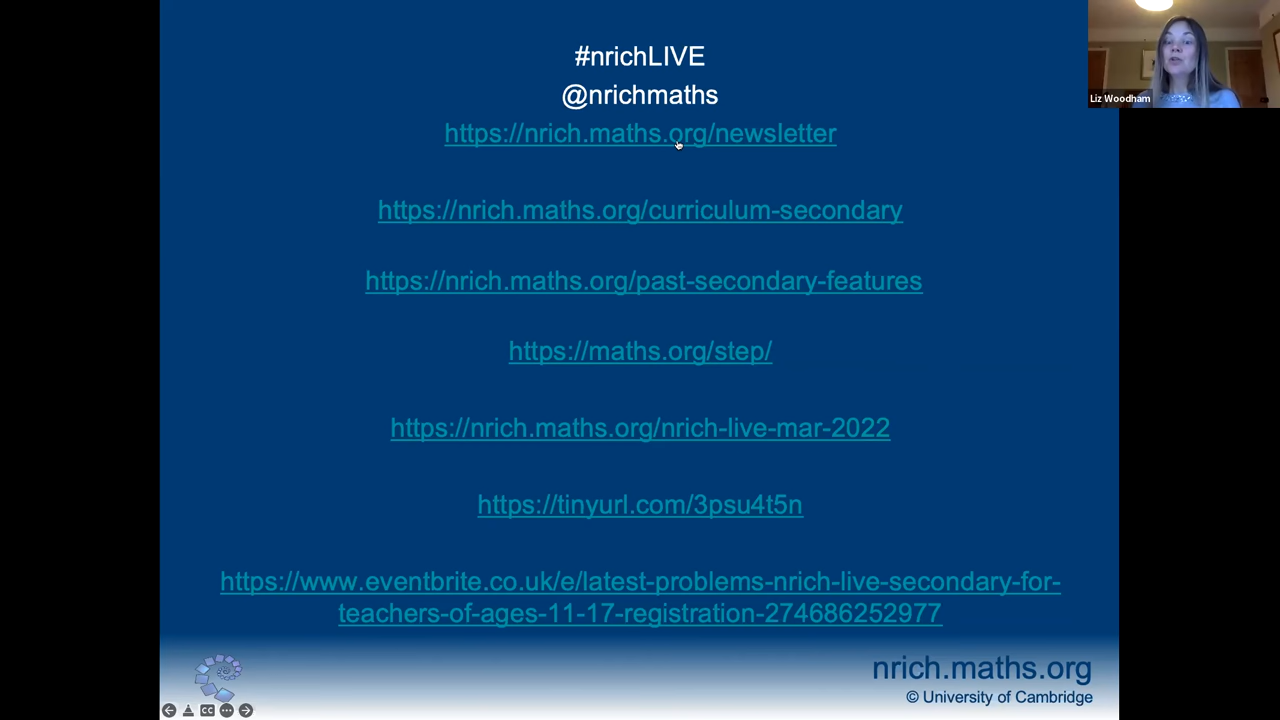 #nrichLIVE
@nrichmaths
https://nrich.maths.org/newsletter
https://nrich.maths.org/curriculum-secondary
https://nrich.maths.org/past-secondary-features
https://maths.org/step/
https://nrich.maths.org/nrich-live-mar-2022
https://tinyurl.com/3psu4t5n
https://www.eventbrite.co.uk/e/latest-problems-nrich-live-secondary-for-
teachers-of-ages-11-17-registration-274686252977
nrich.maths.org
© University of Cambridge
Liz Woodham
CC